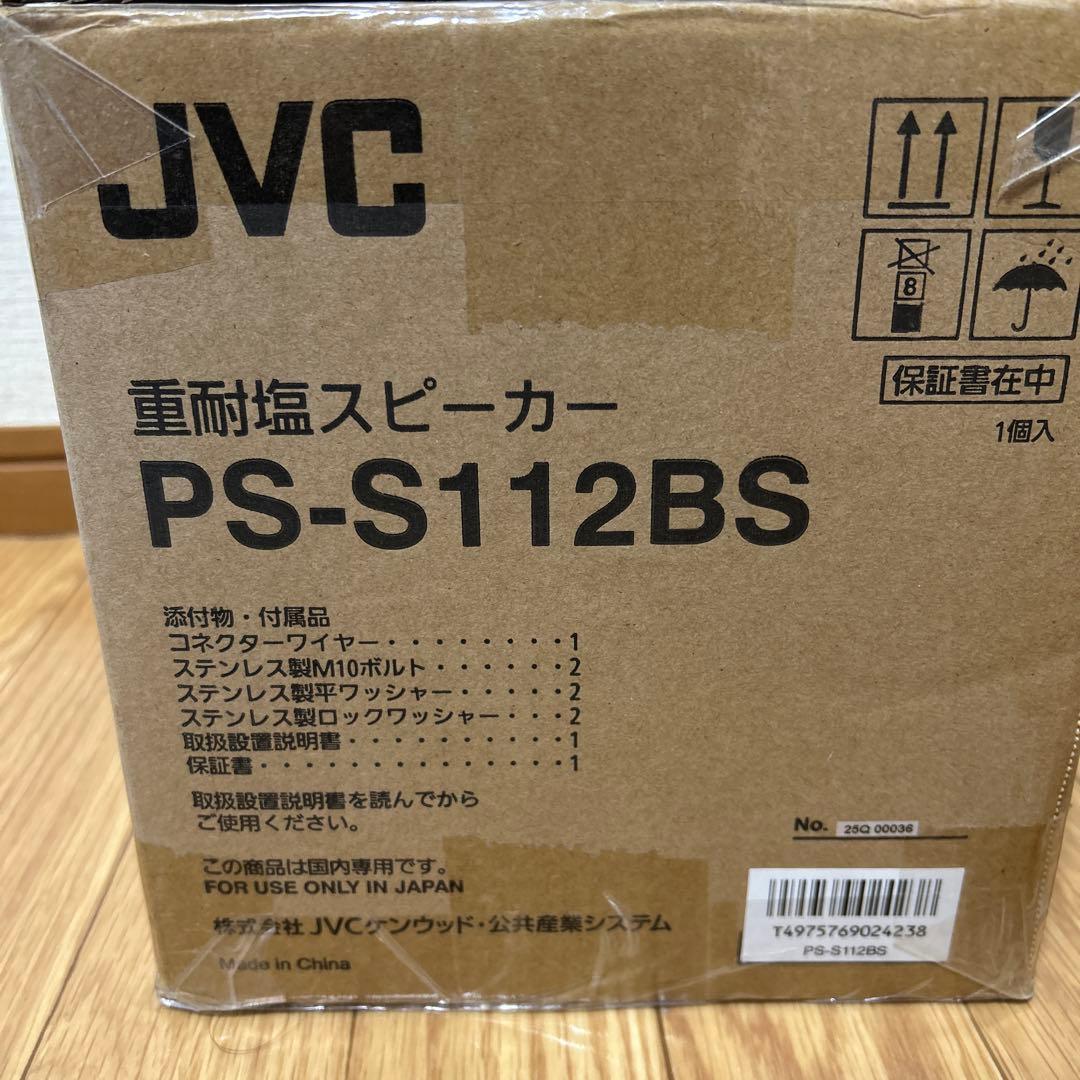 JVC
8
保証書在中
1個入
重耐塩スピーカー
PS-S112BS
添付物・付属品
コネクターワイヤー・・・・・・・・1
ステンレス製M10ボルト・・・・・・2
ステンレス製平ワッシャー・・・・・2
ステンレス製ロックワッシャー・・・2
取扱設置説明書・・・・・・・・・・1
保証書・・・・・・・・・・・・・・1
取扱設置説明書を読んでから
ご使用ください。
No. 25Q 00036
この商品は国内専用です。
FOR USE ONLY IN JAPAN
株式会社 JVCケンウッド・公共産業システム
Made in China
T4975769024238
PS-S112BS